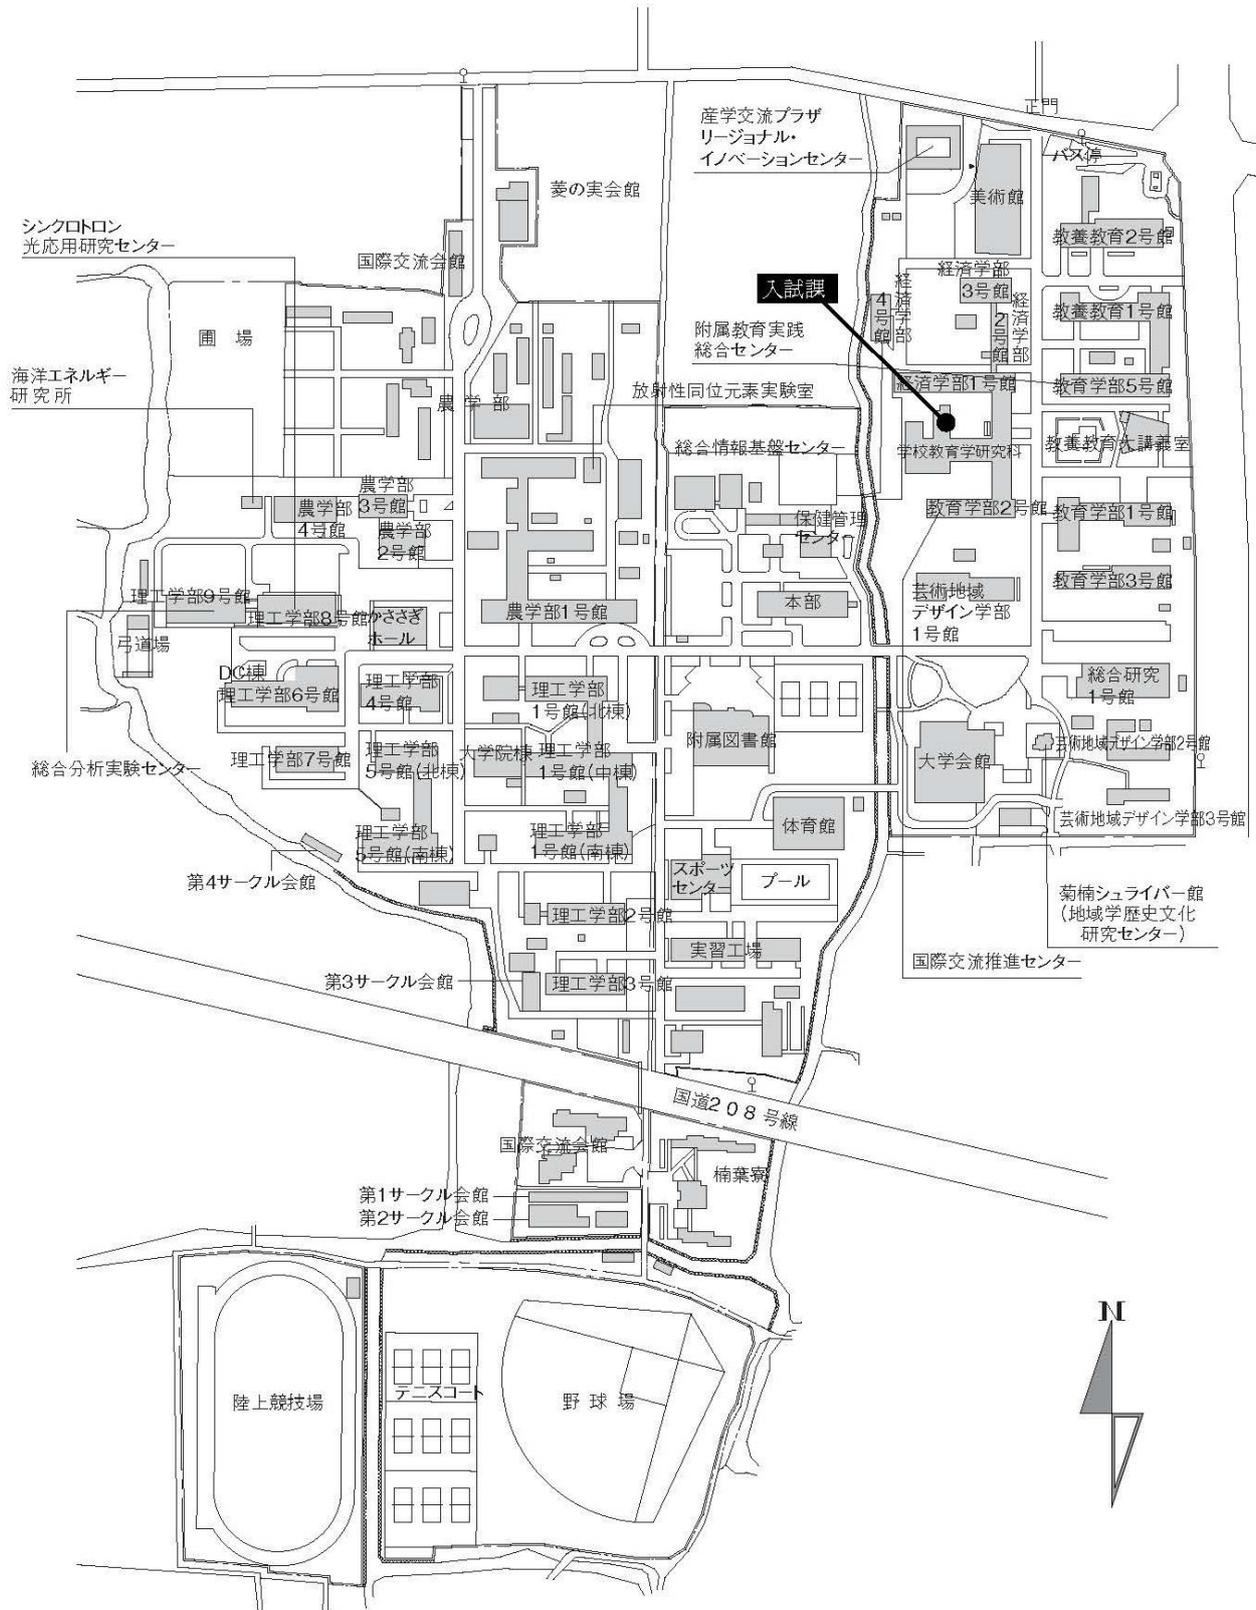 正門
産学交流プラザ
リージョナル・
イノベーションセンター
バス停
美術館
菱の実会館
シンクロトロン
光応用研究センター
国際交流会館
教養教育2号館
経済学部
3号館
入試課
経済学部
4号館
経済学部
2号館
教養教育1号館
圃場
附属教育実践
総合センター
海洋エネルギー
研究所
放射性同位元素実験室
経済学部1号館
教育学部5号館
農学部
総合情報基盤センター
学校教育学研究科
教養教育大講義室
農学部
3号館
農学部
4号館
農学部
2号館
保健管理
センター
教育学部2号館
教育学部1号館
理工学部9号館
理工学部8号館
かささぎ
ホール
農学部1号館
本部
芸術地域
デザイン学部
1号館
教育学部3号館
弓道場
DC棟
理工学部6号館
理工学部
4号館
理工学部
1号館(北棟)
総合研究
1号館
総合分析実験センター
理工学部7号館
理工学部
5号館(北棟)
大学院棟
理工学部
1号館(中棟)
附属図書館
大学会館
芸術地域デザイン学部2号館
理工学部
5号館(南棟)
理工学部
1号館(南棟)
体育館
芸術地域デザイン学部3号館
第4サークル会館
スポーツ
センター
プール
菊楠シュライバー館
(地域学歴史文化
研究センター)
理工学部2号館
実習工場
国際交流推進センター
第3サークル会館
理工学部3号館
国道208号線
国際交流会館
楠葉寮
第1サークル会館
第2サークル会館
N
陸上競技場
テニスコート
野球場